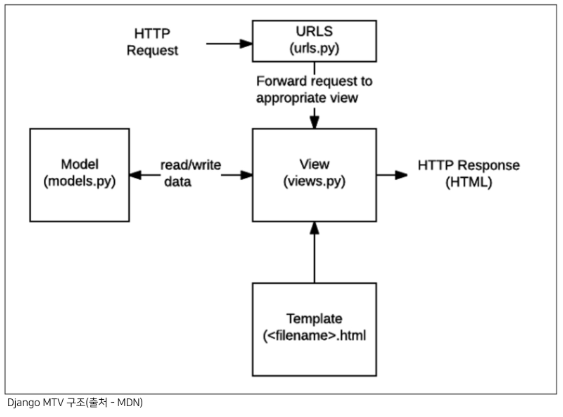 HTTP
Request
URLS
(urls.py)
Forward request to
appropriate view
Model
(models.py)
read/write
data
View
(views.py)
HTTP Response
(HTML)
Template
(<filename>.html
Django MTV 구조(출처 - MDN)